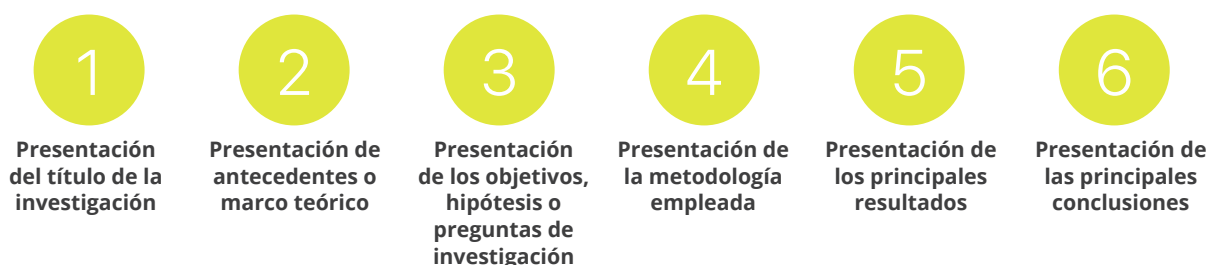 1
Presentación
del título de la
investigación
2
Presentación de
antecedentes o
marco teórico
3
Presentación
de los objetivos,
hipótesis o
preguntas de
investigación
4
Presentación de
la metodología
empleada
5
Presentación de
los principales
resultados
6
Presentación de
las principales
conclusiones